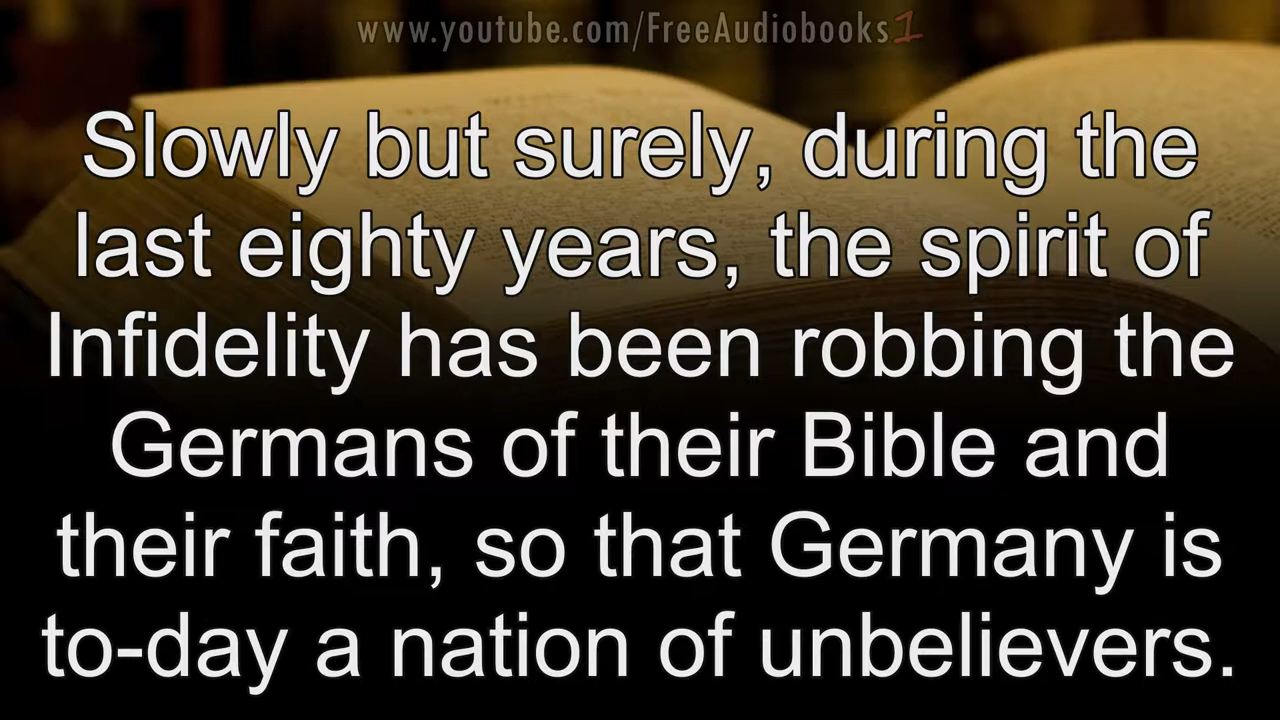 www.youtube.com/FreeAudiobooks1
Slowly but surely, during the
last eighty years, the spirit of
Infidelity has been robbing the
Germans of their Bible and
their faith, so that Germany is
to-day a nation of unbelievers.